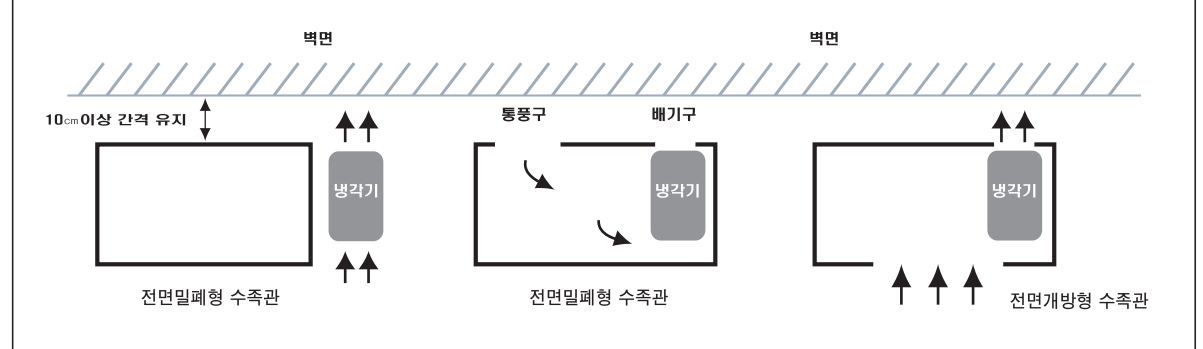 벽면
벽면
10cm이상 간격 유지
통풍구
배기구
냉각기
냉각기
냉각기
전면밀폐형 수족관
전면밀폐형 수족관
전면개방형 수족관